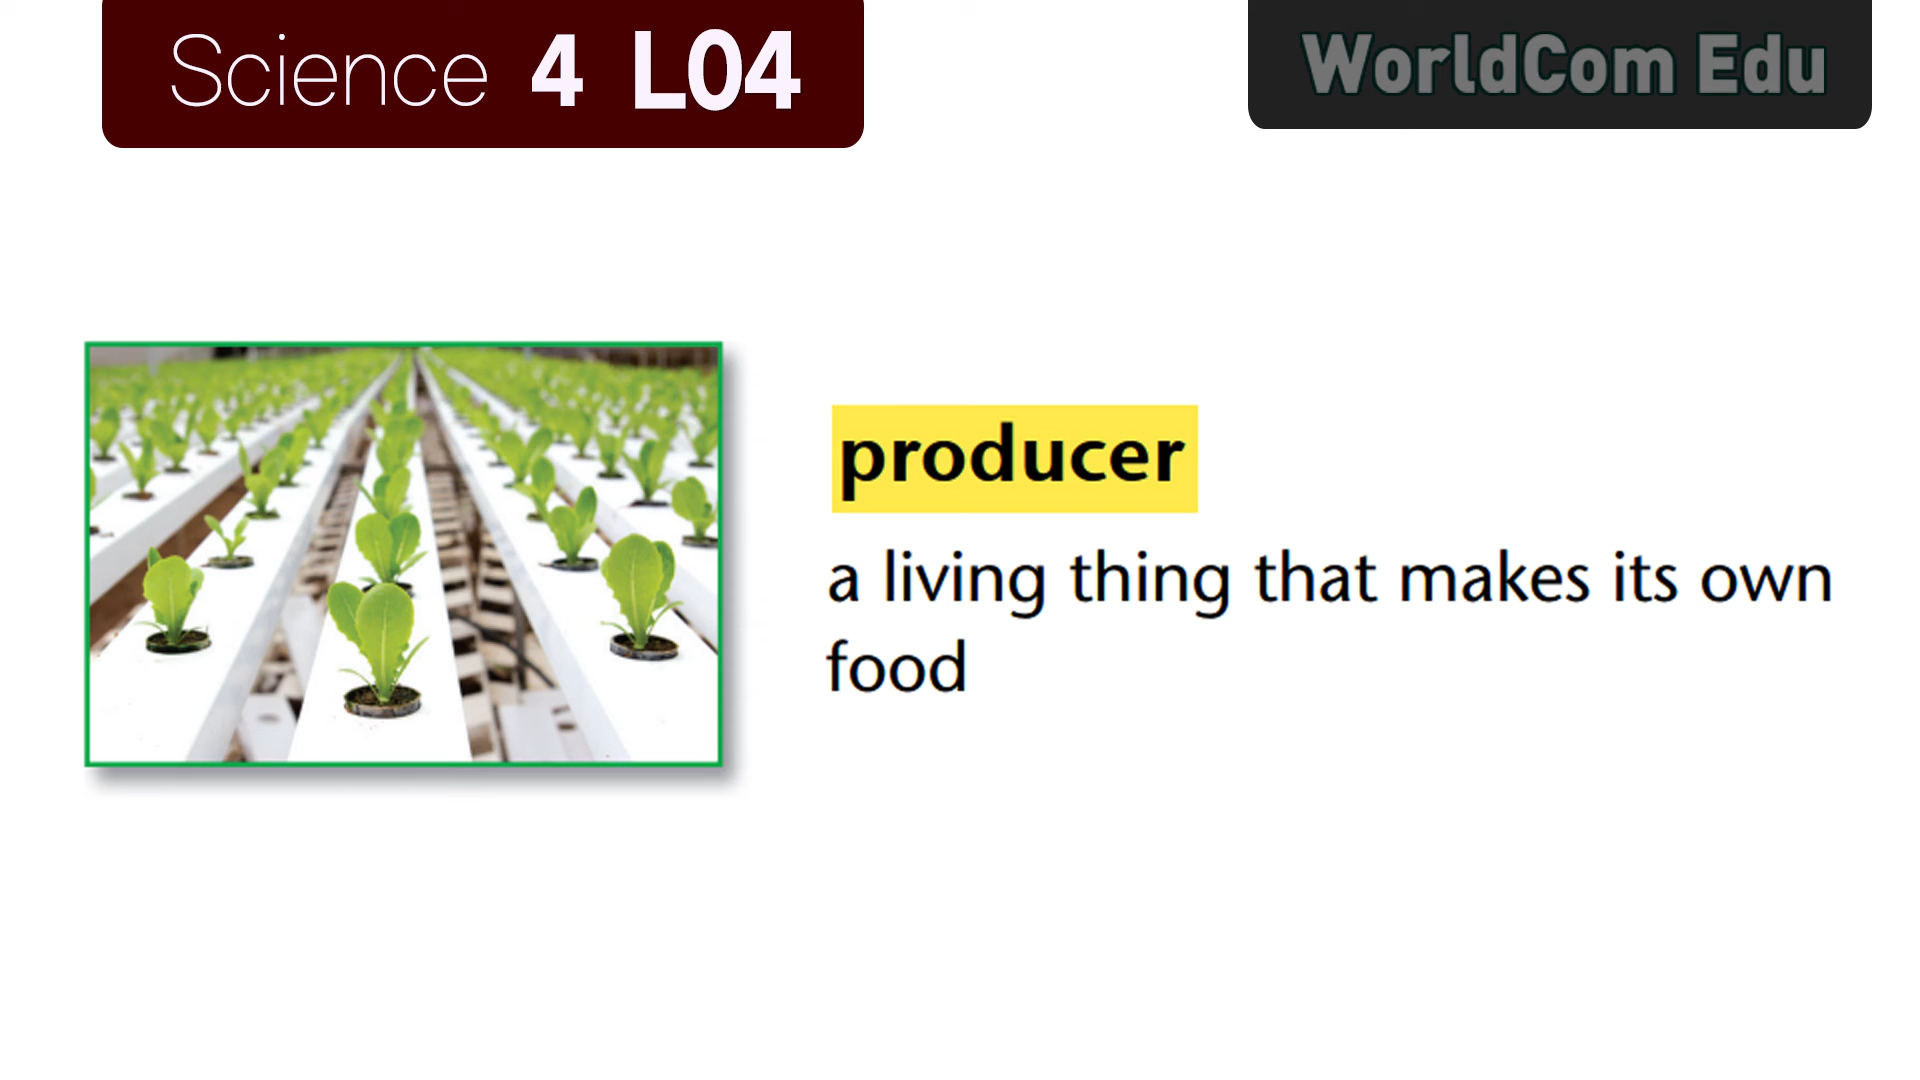 Science 4 L04
WorldCom Edu
producer
a living thing that makes its own
food